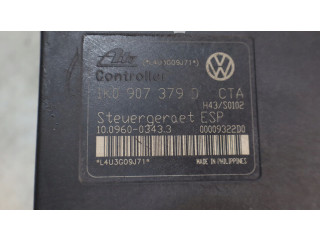 Ate (*L4U3G09J71*)
Controller
1K0 907 379 D CTA
H43/S0102
Steuergeraet ESP
10.0960-0343.3 00009322D0
*L4U3G09J71* MADE IN PHILIPPINES